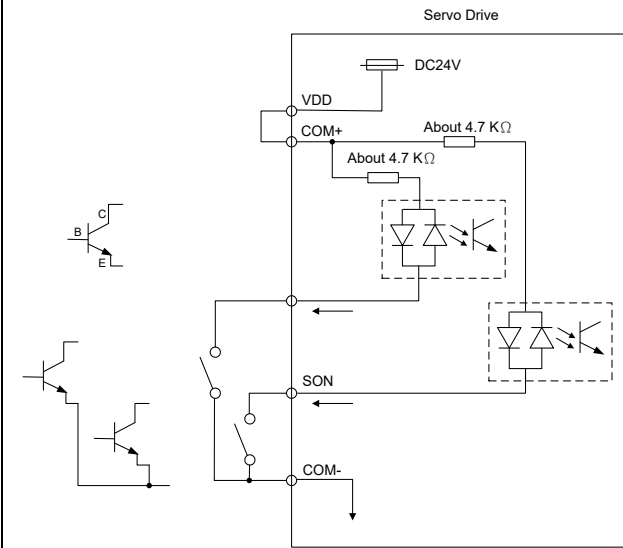 Servo Drive
DC24V
VDD
COM+
About 4.7 KΩ
About 4.7 KΩ
C
B
E
SON
COM-